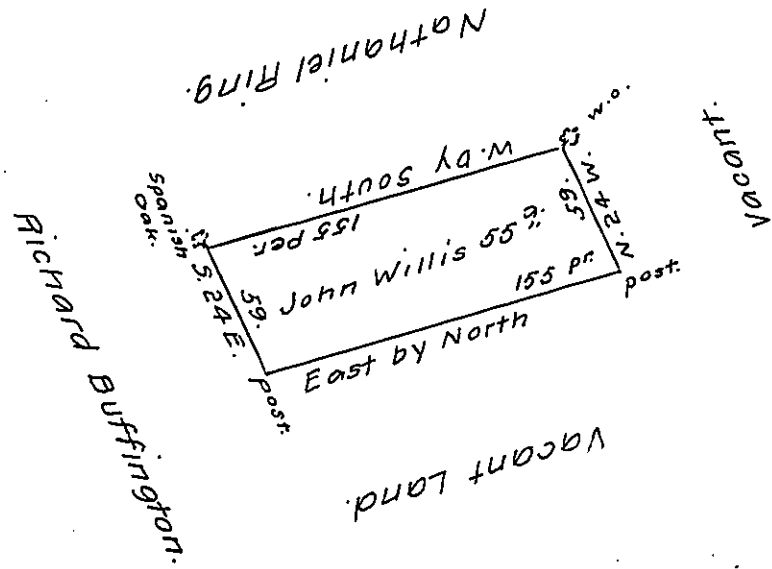 Nathaniel Ring.
W.O.
Vacant.
W. by South.
155 per.
Spanish
Oak.
S. 24 E.
59.
John Willis 55 a.
N. 24 W.
59.
155 pr.
East by North
post.
post.
Richard Buffington.
Vacant Land.